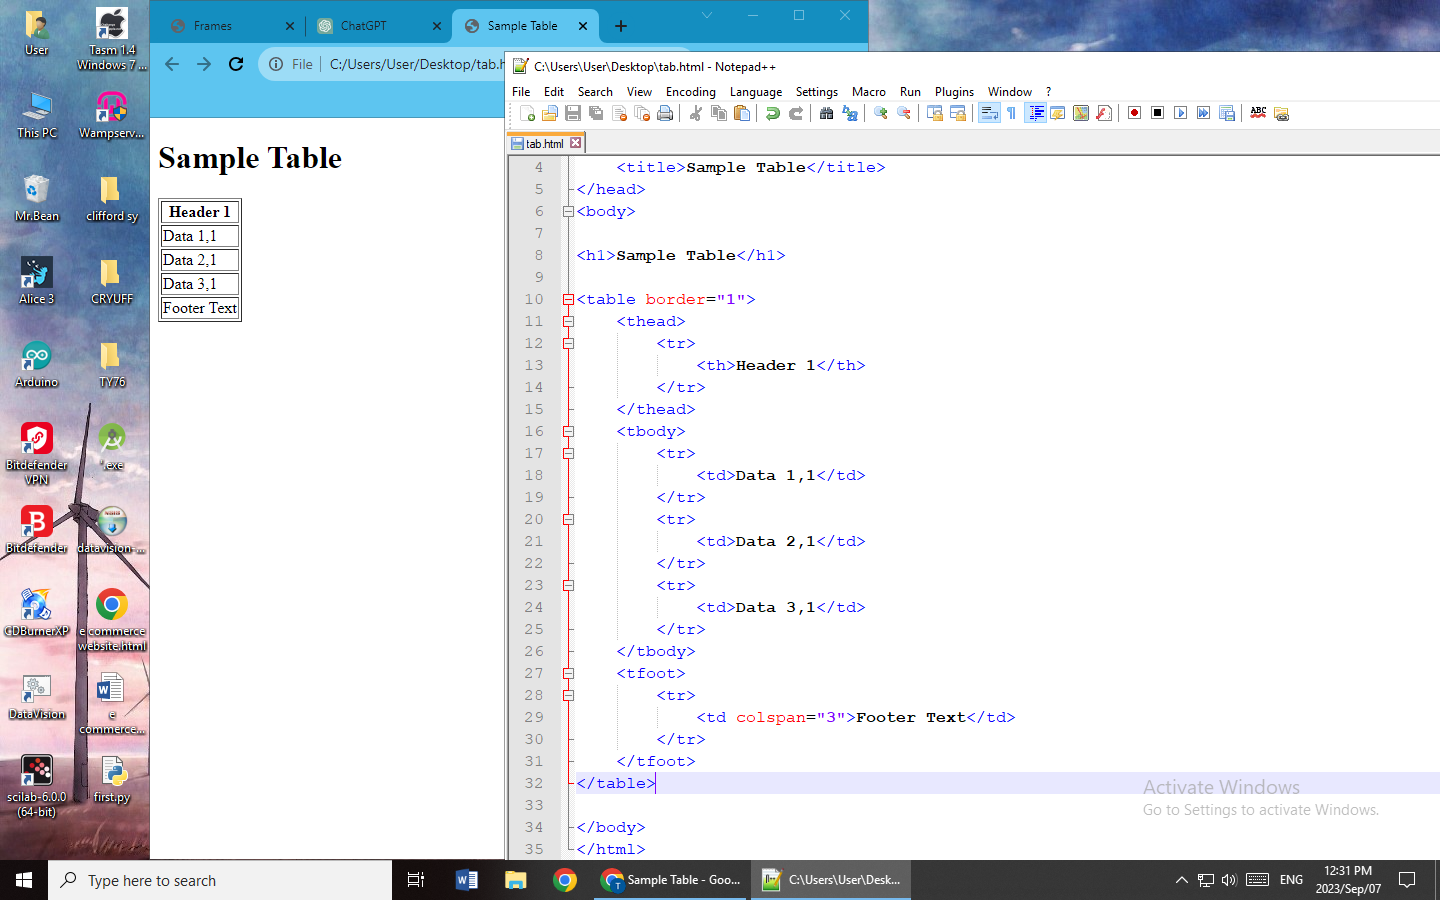 User
Tasm 1.4
Windows 7 ...
This PC
Wampserv...
Mr.Bean
clifford sy
Alice 3
CRYUFF
Arduino
TY76
Bitdefender
VPN
'.exe
Bitdefender
datavision-...
CDBurnerXP
e commerce
website.html
DataVision
e
commerce...
scilab-6.0.0
(64-bit)
first.py
Frames
ChatGPT
Sample Table
File
C:/Users/User/Desktop/tab.h
Sample Table
Header 1
Data 1,1
Data 2,1
Data 3,1
Footer Text
C:\Users\User\Desktop\tab.html - Notepad++
File Edit Search View Encoding Language Settings Macro Run Plugins Window ?
ABC
tab.html
4 <title>Sample Table</title>
5 </head>
6 <body>
7
8 <h1>Sample Table</h1>
9
10 <table border="1">
11 <thead>
12 <tr>
13 <th>Header 1</th>
14 </tr>
15 </thead>
16 <tbody>
17 <tr>
18 <td>Data 1,1</td>
19 </tr>
20 <tr>
21 <td>Data 2,1</td>
22 </tr>
23 <tr>
24 <td>Data 3,1</td>
25 </tr>
26 </tbody>
27 <tfoot>
28 <tr>
29 <td colspan="3">Footer Text</td>
30 </tr>
31 </tfoot>
32 </table>
33
34 </body>
35 </html>
Activate Windows
Go to Settings to activate Windows.
Type here to search
Sample Table - Goo...
C:\Users\User\Desk...
ENG
12:31 PM
2023/Sep/07